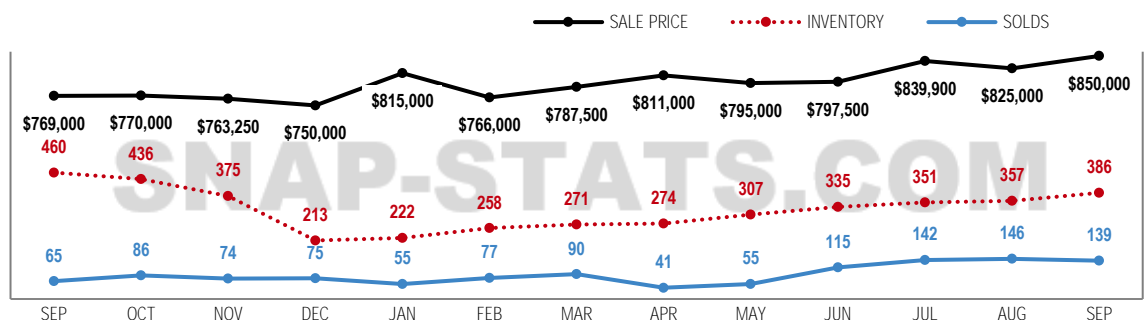 SALE PRICE INVENTORY SOLDS
$769,000 $770,000 $763,250 $750,000 $815,000 $766,000 $787,500 $811,000 $795,000 $797,500 $839,900 $825,000 $850,000
SNAP-STATS.COM
460 436 375 213 222 258 271 274 307 335 351 357 386
65 86 74 75 55 77 90 41 55 115 142 146 139
SEP OCT NOV DEC JAN FEB MAR APR MAY JUN JUL AUG SEP